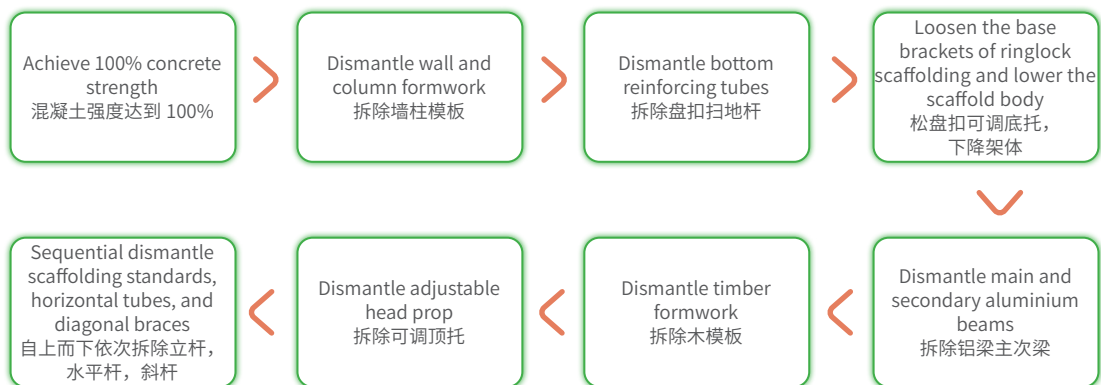 Achieve 100% concrete
strength
混凝土强度达到 100%
Dismantle wall and
column formwork
拆除墙柱模板
Dismantle bottom
reinforcing tubes
拆除盘扣扫地杆
Loosen the base
brackets of ringlock
scaffolding and lower the
scaffold body
松盘扣可调底托，
下降架体
Dismantle main and
secondary aluminium
beams
拆除铝梁主次梁
Dismantle timber
formwork
拆除木模板
Dismantle adjustable
head prop
拆除可调顶托
Sequential dismantle
scaffolding standards,
horizontal tubes, and
diagonal braces
自上而下依次拆除立杆，
水平杆，斜杆